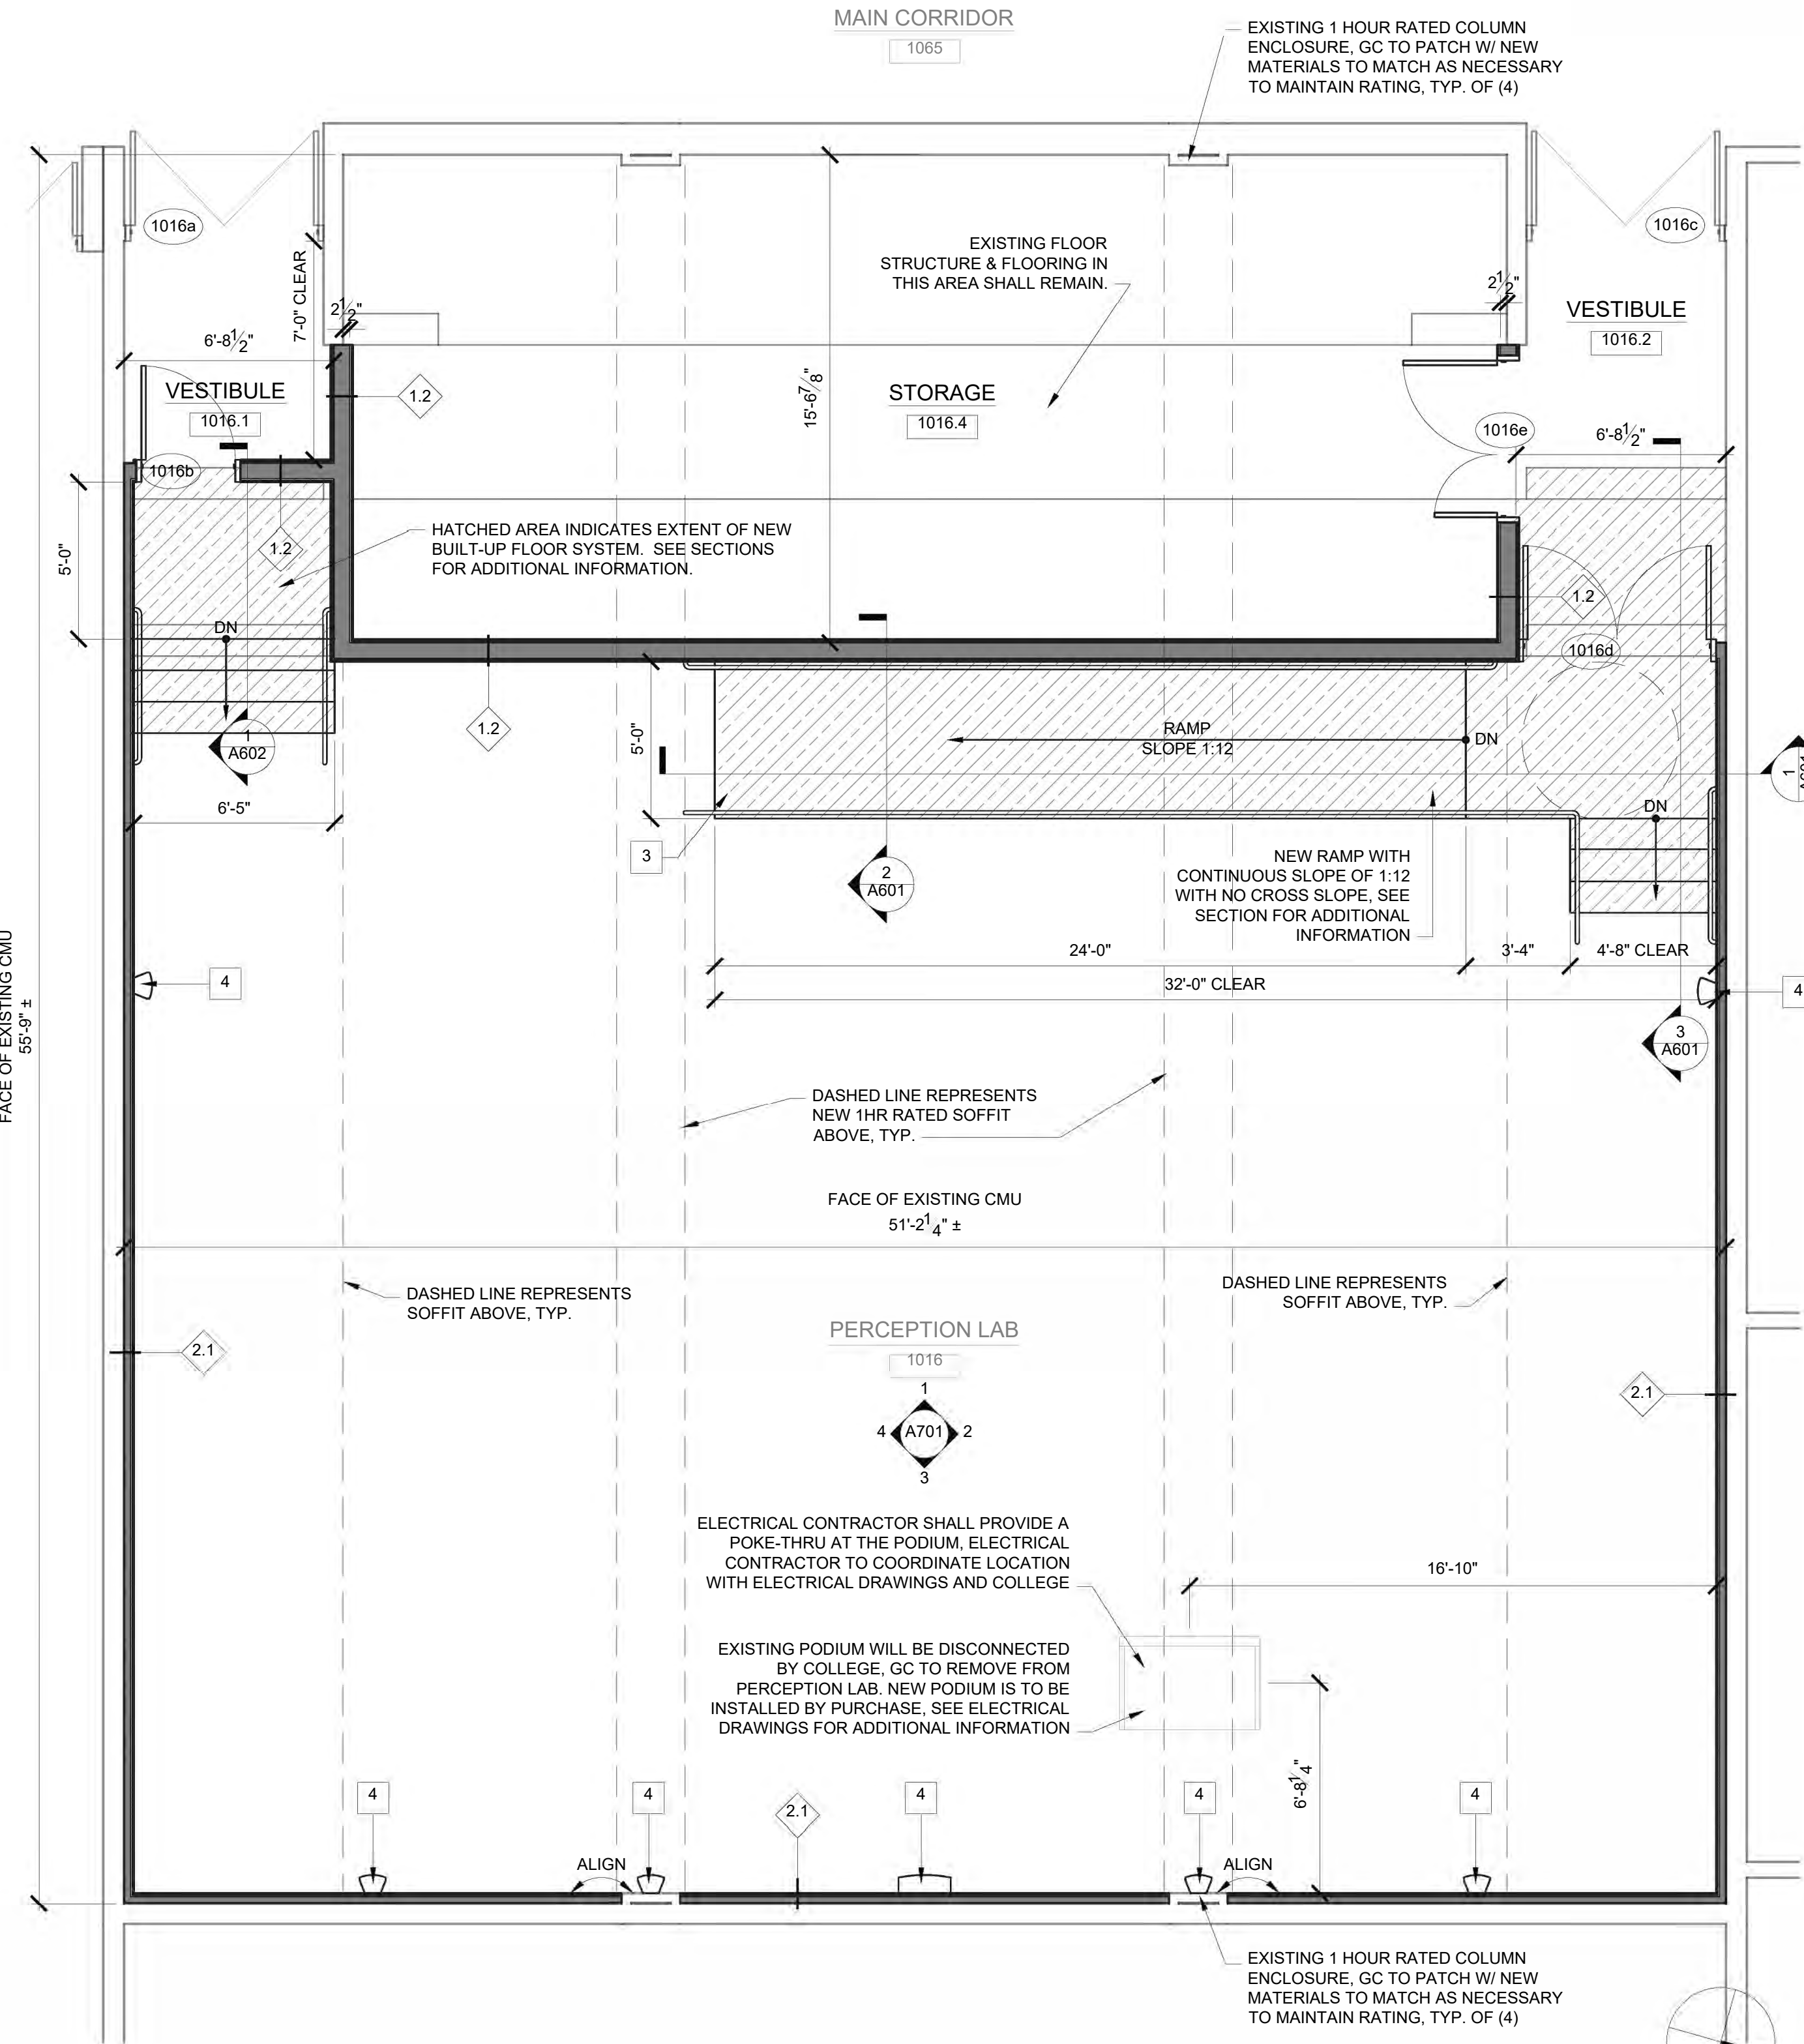 MAIN CORRIDOR
1065
EXISTING 1 HOUR RATED COLUMN
ENCLOSURE, GC TO PATCH W/ NEW
MATERIALS TO MATCH AS NECESSARY
TO MAINTAIN RATING, TYP. OF (4)
1016a
1016c
7'-0" CLEAR
EXISTING FLOOR
STRUCTURE & FLOORING IN
THIS AREA SHALL REMAIN.
2 1/2"
2 1/2"
VESTIBULE
1016.2
6'-8 1/2"
VESTIBULE
1016.1
1.2
15'-6 7/8"
STORAGE
1016.4
1016e
6'-8 1/2"
1016b
5'-0"
1.2
HATCHED AREA INDICATES EXTENT OF NEW
BUILT-UP FLOOR SYSTEM. SEE SECTIONS
FOR ADDITIONAL INFORMATION.
1.2
DN
1016d
1.2
5'-0"
RAMP
SLOPE 1:12
DN
1
A602
1
DN
6'-5"
3
2
A601
NEW RAMP WITH
CONTINUOUS SLOPE OF 1:12
WITH NO CROSS SLOPE, SEE
SECTION FOR ADDITIONAL
INFORMATION
24'-0"
3'-4"
4'-8" CLEAR
32'-0" CLEAR
4
4
FACE OF EXISTING CMU
55'-9" ±
3
A601
DASHED LINE REPRESENTS
NEW 1HR RATED SOFFIT
ABOVE, TYP.
FACE OF EXISTING CMU
51'-2 1/4" ±
DASHED LINE REPRESENTS
SOFFIT ABOVE, TYP.
DASHED LINE REPRESENTS
SOFFIT ABOVE, TYP.
PERCEPTION LAB
1016
2.1
2.1
1
4 A701 2
3
ELECTRICAL CONTRACTOR SHALL PROVIDE A
POKE-THRU AT THE PODIUM, ELECTRICAL
CONTRACTOR TO COORDINATE LOCATION
WITH ELECTRICAL DRAWINGS AND COLLEGE
16'-10"
EXISTING PODIUM WILL BE DISCONNECTED
BY COLLEGE, GC TO REMOVE FROM
PERCEPTION LAB. NEW PODIUM IS TO BE
INSTALLED BY PURCHASE, SEE ELECTRICAL
DRAWINGS FOR ADDITIONAL INFORMATION
6'-8 1/4"
4
4
4
4
4
2.1
ALIGN
ALIGN
EXISTING 1 HOUR RATED COLUMN
ENCLOSURE, GC TO PATCH W/ NEW
MATERIALS TO MATCH AS NECESSARY
TO MAINTAIN RATING, TYP. OF (4)